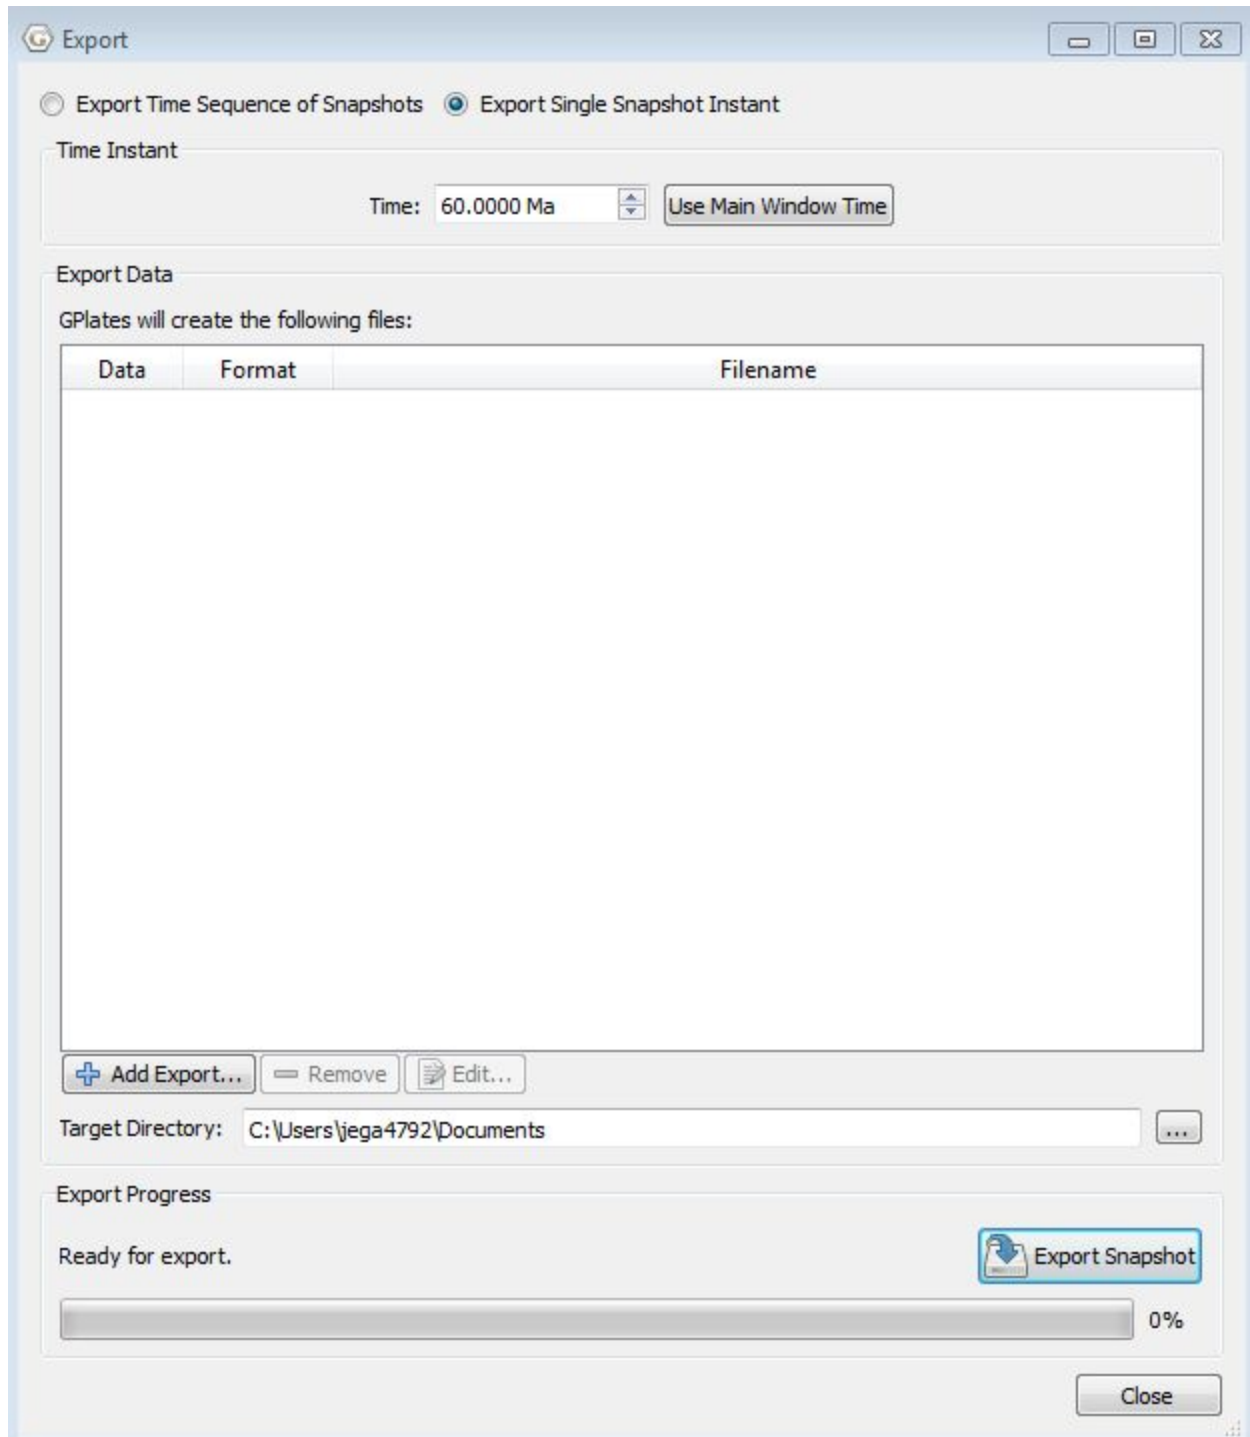 Export
Export Time Sequence of Snapshots Export Single Snapshot Instant
Time Instant
Time: 60.0000 Ma Use Main Window Time
Export Data
GPlates will create the following files:
Data Format Filename
Add Export... Remove Edit...
Target Directory: C:\Users\jega4792\Documents ...
Export Progress
Ready for export. Export Snapshot
0%
Close